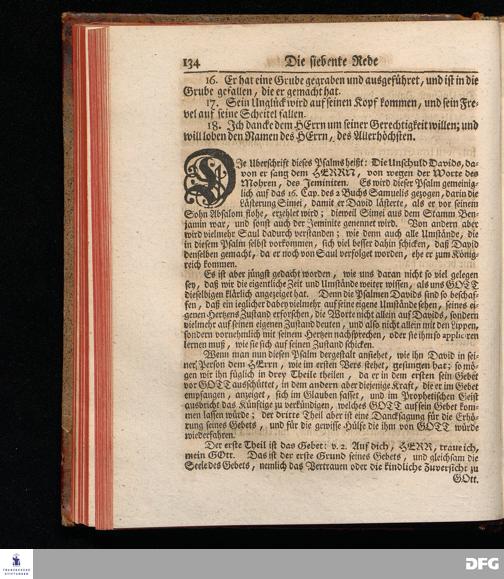 134 Die siebente Rede
16. Er hat eine Grube gegraben und ausgeführet, und ist in die
Grube gefallen, die er gemacht hat.
17. Sein Unglück wird auf seinen Kopf kommen, und sein Fre-
vel auf seine Scheitel fallen.
18. Ich dancke dem HErrn um seiner Gerechtigkeit willen; und
will loben den Namen des HErrn, des Allerhöchsten.
DIe Uberschrift dieses Psalms heißt: Die Unschuld Davids, da-
von er sang dem HERRN, von wegen der Worte des
Mohren, des Jeminiten. Es wird dieser Psalm gemeinig-
lich auf das 16. Cap. des 2 Buchs Samuelis gezogen, darin die
Lästerung Simei, damit er David lästerte, als er vor seinem
Sohn Absalom flohe, erzehlet wird; dieweil Simei aus dem Stamm Ben-
jamin war, und sonst auch der Jeminite genennet wird. Von andern aber
wird vielmehr Saul dadurch verstanden; wie denn auch alle Umstände, die
in diesem Psalm selbst vorkommen, sich viel besser dahin schicken, daß David
denselben gemacht, da er noch von Saul verfolget worden, ehe er zum König-
reich kommen.
Es ist aber jüngst gedacht worden, wie uns daran nicht so viel gelegen
sey, daß wir die eigentliche Zeit und Umstände weiter wissen, als uns GOTT
dieselbigen klärlich angezeiget hat. Denn die Psalmen Davids sind so beschaf-
fen, daß ein ieglicher dabey vielmehr auf seine eigene Umstände sehen, seines ei-
genen Hertzens Zustand erforschen, die Worte nicht allein auf Davids, sondern
vielmehr auf seinen eigenen Zustand deuten, und also nicht allein mit den Lippen,
sondern vornehmlich mit seinem Hertzen nachsprechen, oder sie ihm so appliciren
lernen muß, wie sie sich auf seinen Zustand schicken.
Wenn man nun diesen Psalm dergestalt ansiehet, wie ihn David in sei-
ner Person dem HErrn, wie im ersten Vers stehet, gesungen hat; so mö-
gen wir ihn füglich in drey Theile theilen, da er in dem ersten sein Gebet
vor GOTT ausschüttet, in dem andern aber diejenige Kraft, die er im Gebet
empfangen, anzeiget, sich im Glauben fasset, und im Prophetischen Geist
ausbricht das Künftige zu verkündigen, welches GOTT auf sein Gebet kom-
men lassen würde; der dritte Theil aber ist eine Dancksagung für die Erhö-
rung seines Gebets, und für die gewisse Hülfe die ihm von GOTT würde
wiederfahren.
Der erste Theil ist das Gebet: v. 2. Auf dich, HERR, traue ich,
mein GOtt. Das ist der erste Grund seines Gebets, und gleichsam die
Seele des Gebets, nemlich das Vertrauen oder die kindliche Zuversicht zu
GOtt.
FRANCKESCHE
STIFTUNGEN
DFG